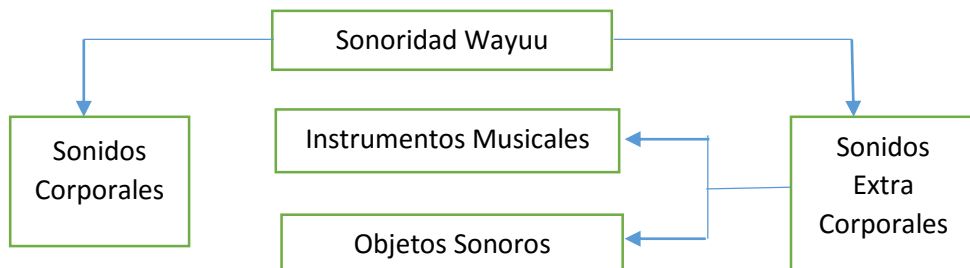 Sonoridad Wayuu
Sonidos
Corporales
Instrumentos Musicales
Objetos Sonoros
Sonidos
Extra
Corporales